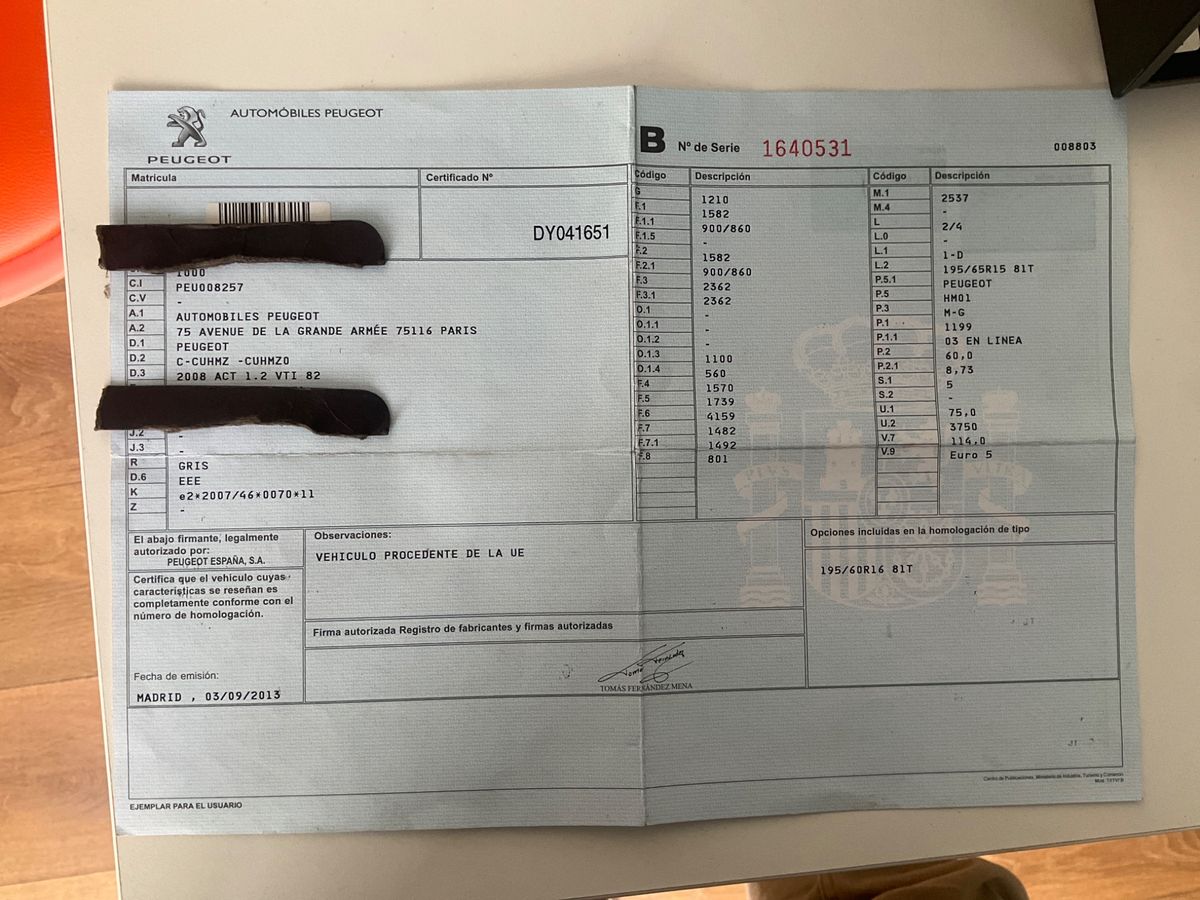 PEUGEOT
AUTOMÓBILES PEUGEOT
B Nº de Serie 1640531 008803
Matricula
Certificado Nº
DY041651
1000
C.I PEU008257
C.V -
A.1 AUTOMOBILES PEUGEOT
A.2 75 AVENUE DE LA GRANDE ARMÉE 75116 PARIS
D.1 PEUGEOT
D.2 C-CUHMZ -CUHMZ0
D.3 2008 ACT 1.2 VTI 82
J.2 -
J.3 -
R GRIS
D.6 EEE
K e2*2007/46*0070*11
Z -
Código Descripción
G 1210
F.1 1582
F.1.1 900/860
F.1.5 -
F.2 1582
F.2.1 900/860
F.3 2362
F.3.1 2362
O.1 -
O.1.1 -
O.1.2 -
O.1.3 1100
O.1.4 560
F.4 1570
F.5 1739
F.6 4159
F.7 1482
F.7.1 1492
F.8 801
Código Descripción
M.1 2537
M.4 -
L 2/4
L.0 -
L.1 1-D
L.2 195/65R15 81T
P.5.1 PEUGEOT
P.5 HM01
P.3 M-G
P.1 1199
P.1.1 03 EN LINEA
P.2 60,0
P.2.1 8,73
S.1 5
S.2 -
U.1 75,0
U.2 3750
V.7 114,0
V.9 Euro 5
El abajo firmante, legalmente
autorizado por:
PEUGEOT ESPAÑA, S.A.
Certifica que el vehículo cuyas
características se reseñan es
completamente conforme con el
número de homologación.
Fecha de emisión:
MADRID , 03/09/2013
Observaciones:
VEHICULO PROCEDENTE DE LA UE
Firma autorizada Registro de fabricantes y firmas autorizadas
TOMÁS FERNÁNDEZ MENA
Opciones incluidas en la homologación de tipo
195/60R16 81T
EJEMPLAR PARA EL USUARIO
Centro de Publicaciones. Ministerio de Industria, Turismo y Comercio